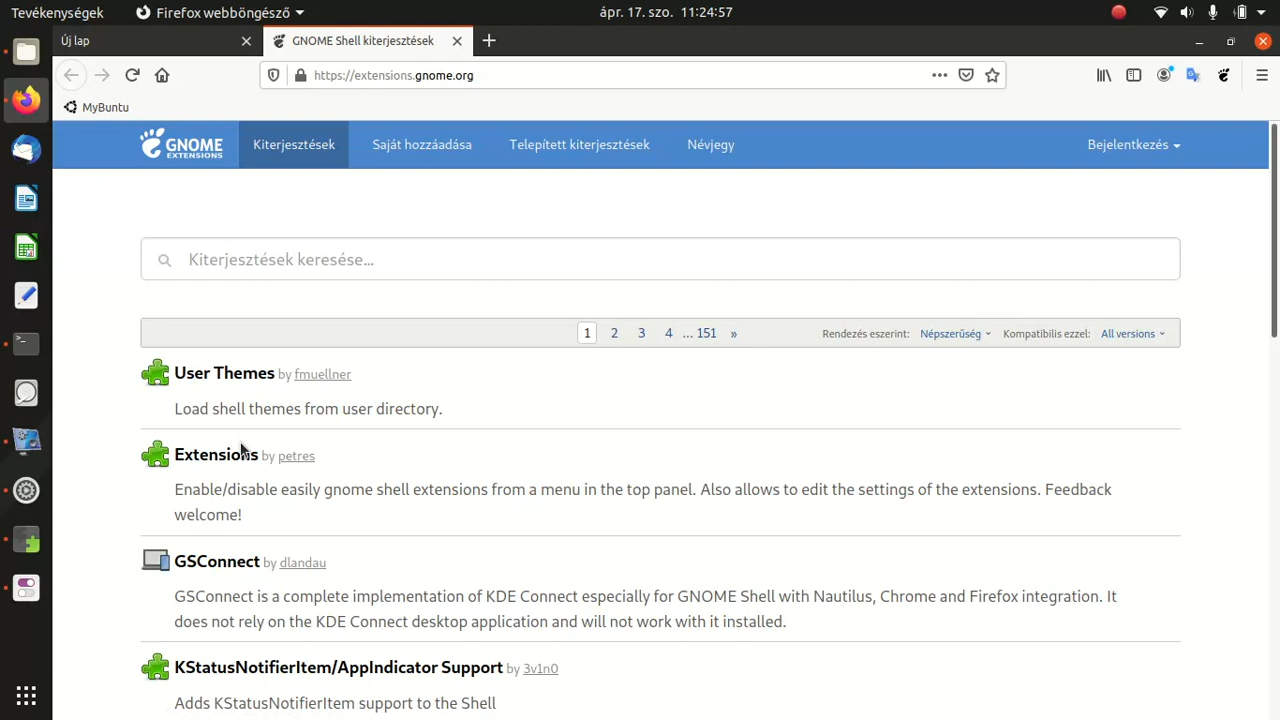 Tevékenységek
Firefox webböngésző
ápr. 17. szo. 11:24:57
Új lap
GNOME Shell kiterjesztések
https://extensions.gnome.org
MyBuntu
GNOME EXTENSIONS
Kiterjesztések
Saját hozzáadása
Telepített kiterjesztések
Névjegy
Bejelentkezés
Kiterjesztések keresése...
1 2 3 4 ... 151 »
Rendezés eszerint: Népszerűség
Kompatibilis ezzel: All versions
User Themes by fmuellner
Load shell themes from user directory.
Extensions by petres
Enable/disable easily gnome shell extensions from a menu in the top panel. Also allows to edit the settings of the extensions. Feedback
welcome!
GSConnect by dlandau
GSConnect is a complete implementation of KDE Connect especially for GNOME Shell with Nautilus, Chrome and Firefox integration. It
does not rely on the KDE Connect desktop application and will not work with it installed.
KStatusNotifierItem/AppIndicator Support by 3v1n0
Adds KStatusNotifierItem support to the Shell